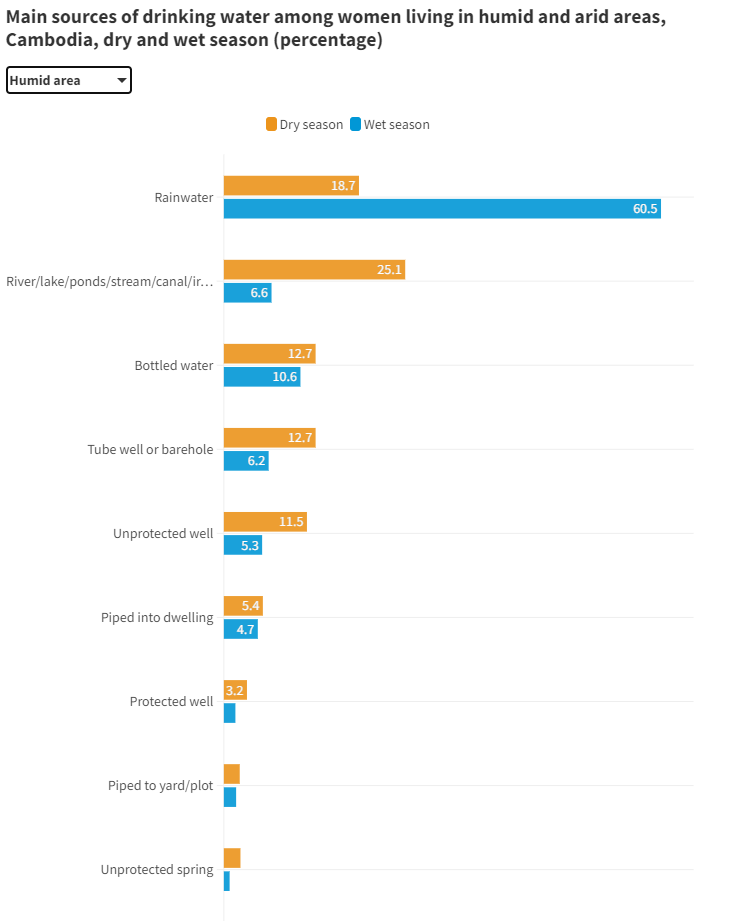 Main sources of drinking water among women living in humid and arid areas,
Cambodia, dry and wet season (percentage)
Humid area
Dry season Wet season
Rainwater
18.7
60.5
River/lake/ponds/stream/canal/ir...
25.1
6.6
Bottled water
12.7
10.6
Tube well or barehole
12.7
6.2
Unprotected well
11.5
5.3
Piped into dwelling
5.4
4.7
Protected well
3.2
Piped to yard/plot
Unprotected spring